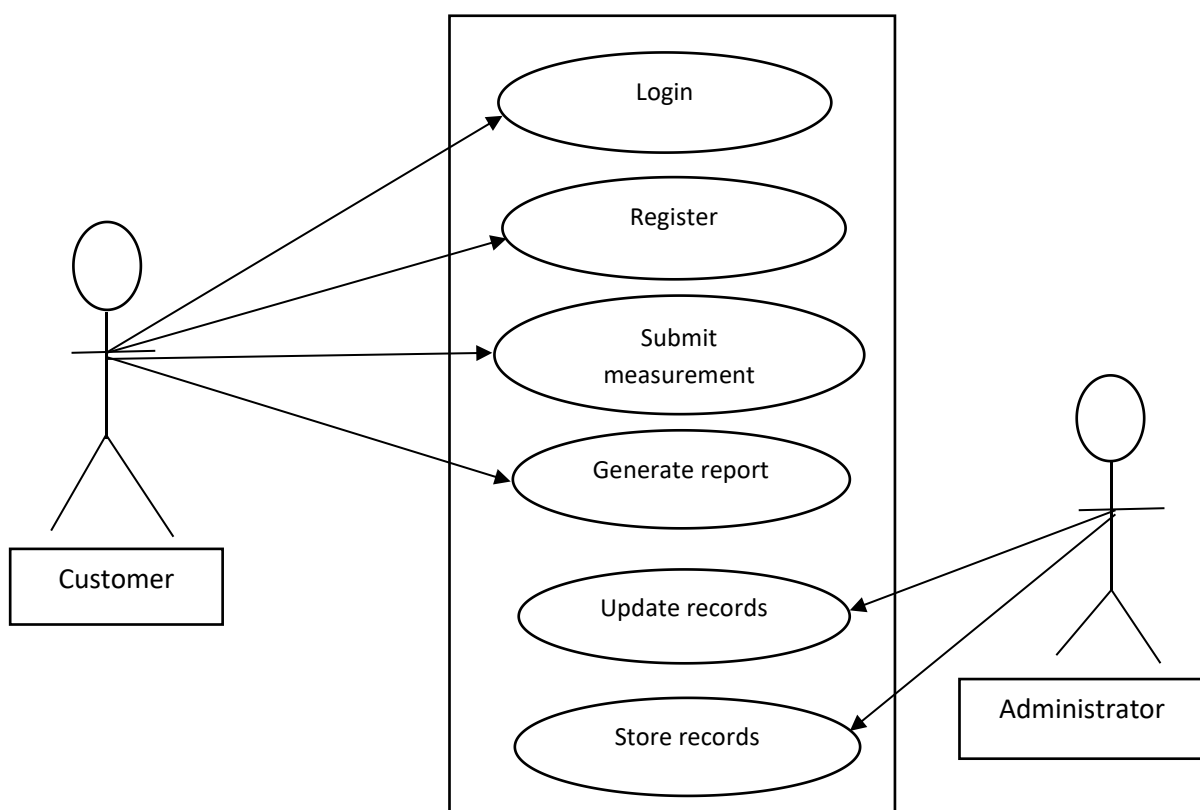 Login
Register
Submit
measurement
Generate report
Customer
Update records
Administrator
Store records